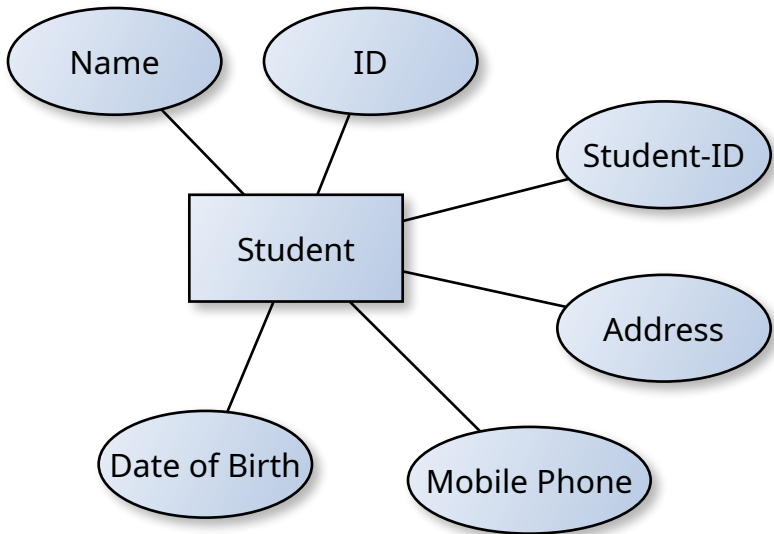 Name
ID
Student-ID
Student
Address
Date of Birth
Mobile Phone